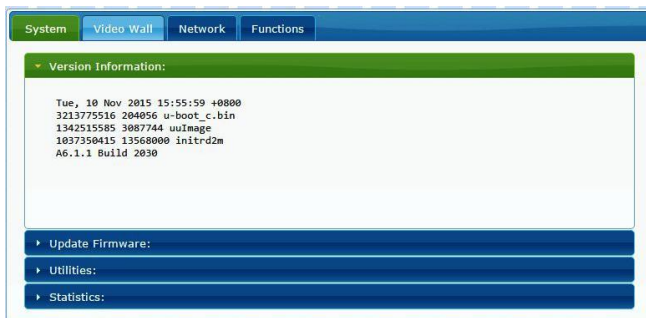 System Video Wall Network Functions
Version Information:
Tue, 10 Nov 2015 15:55:59 +0800
3213775516 204056 u-boot_c.bin
1342515585 3087744 uuImage
1037350415 13568000 initrd2m
A6.1.1 Build 2030
Update Firmware:
Utilities:
Statistics: